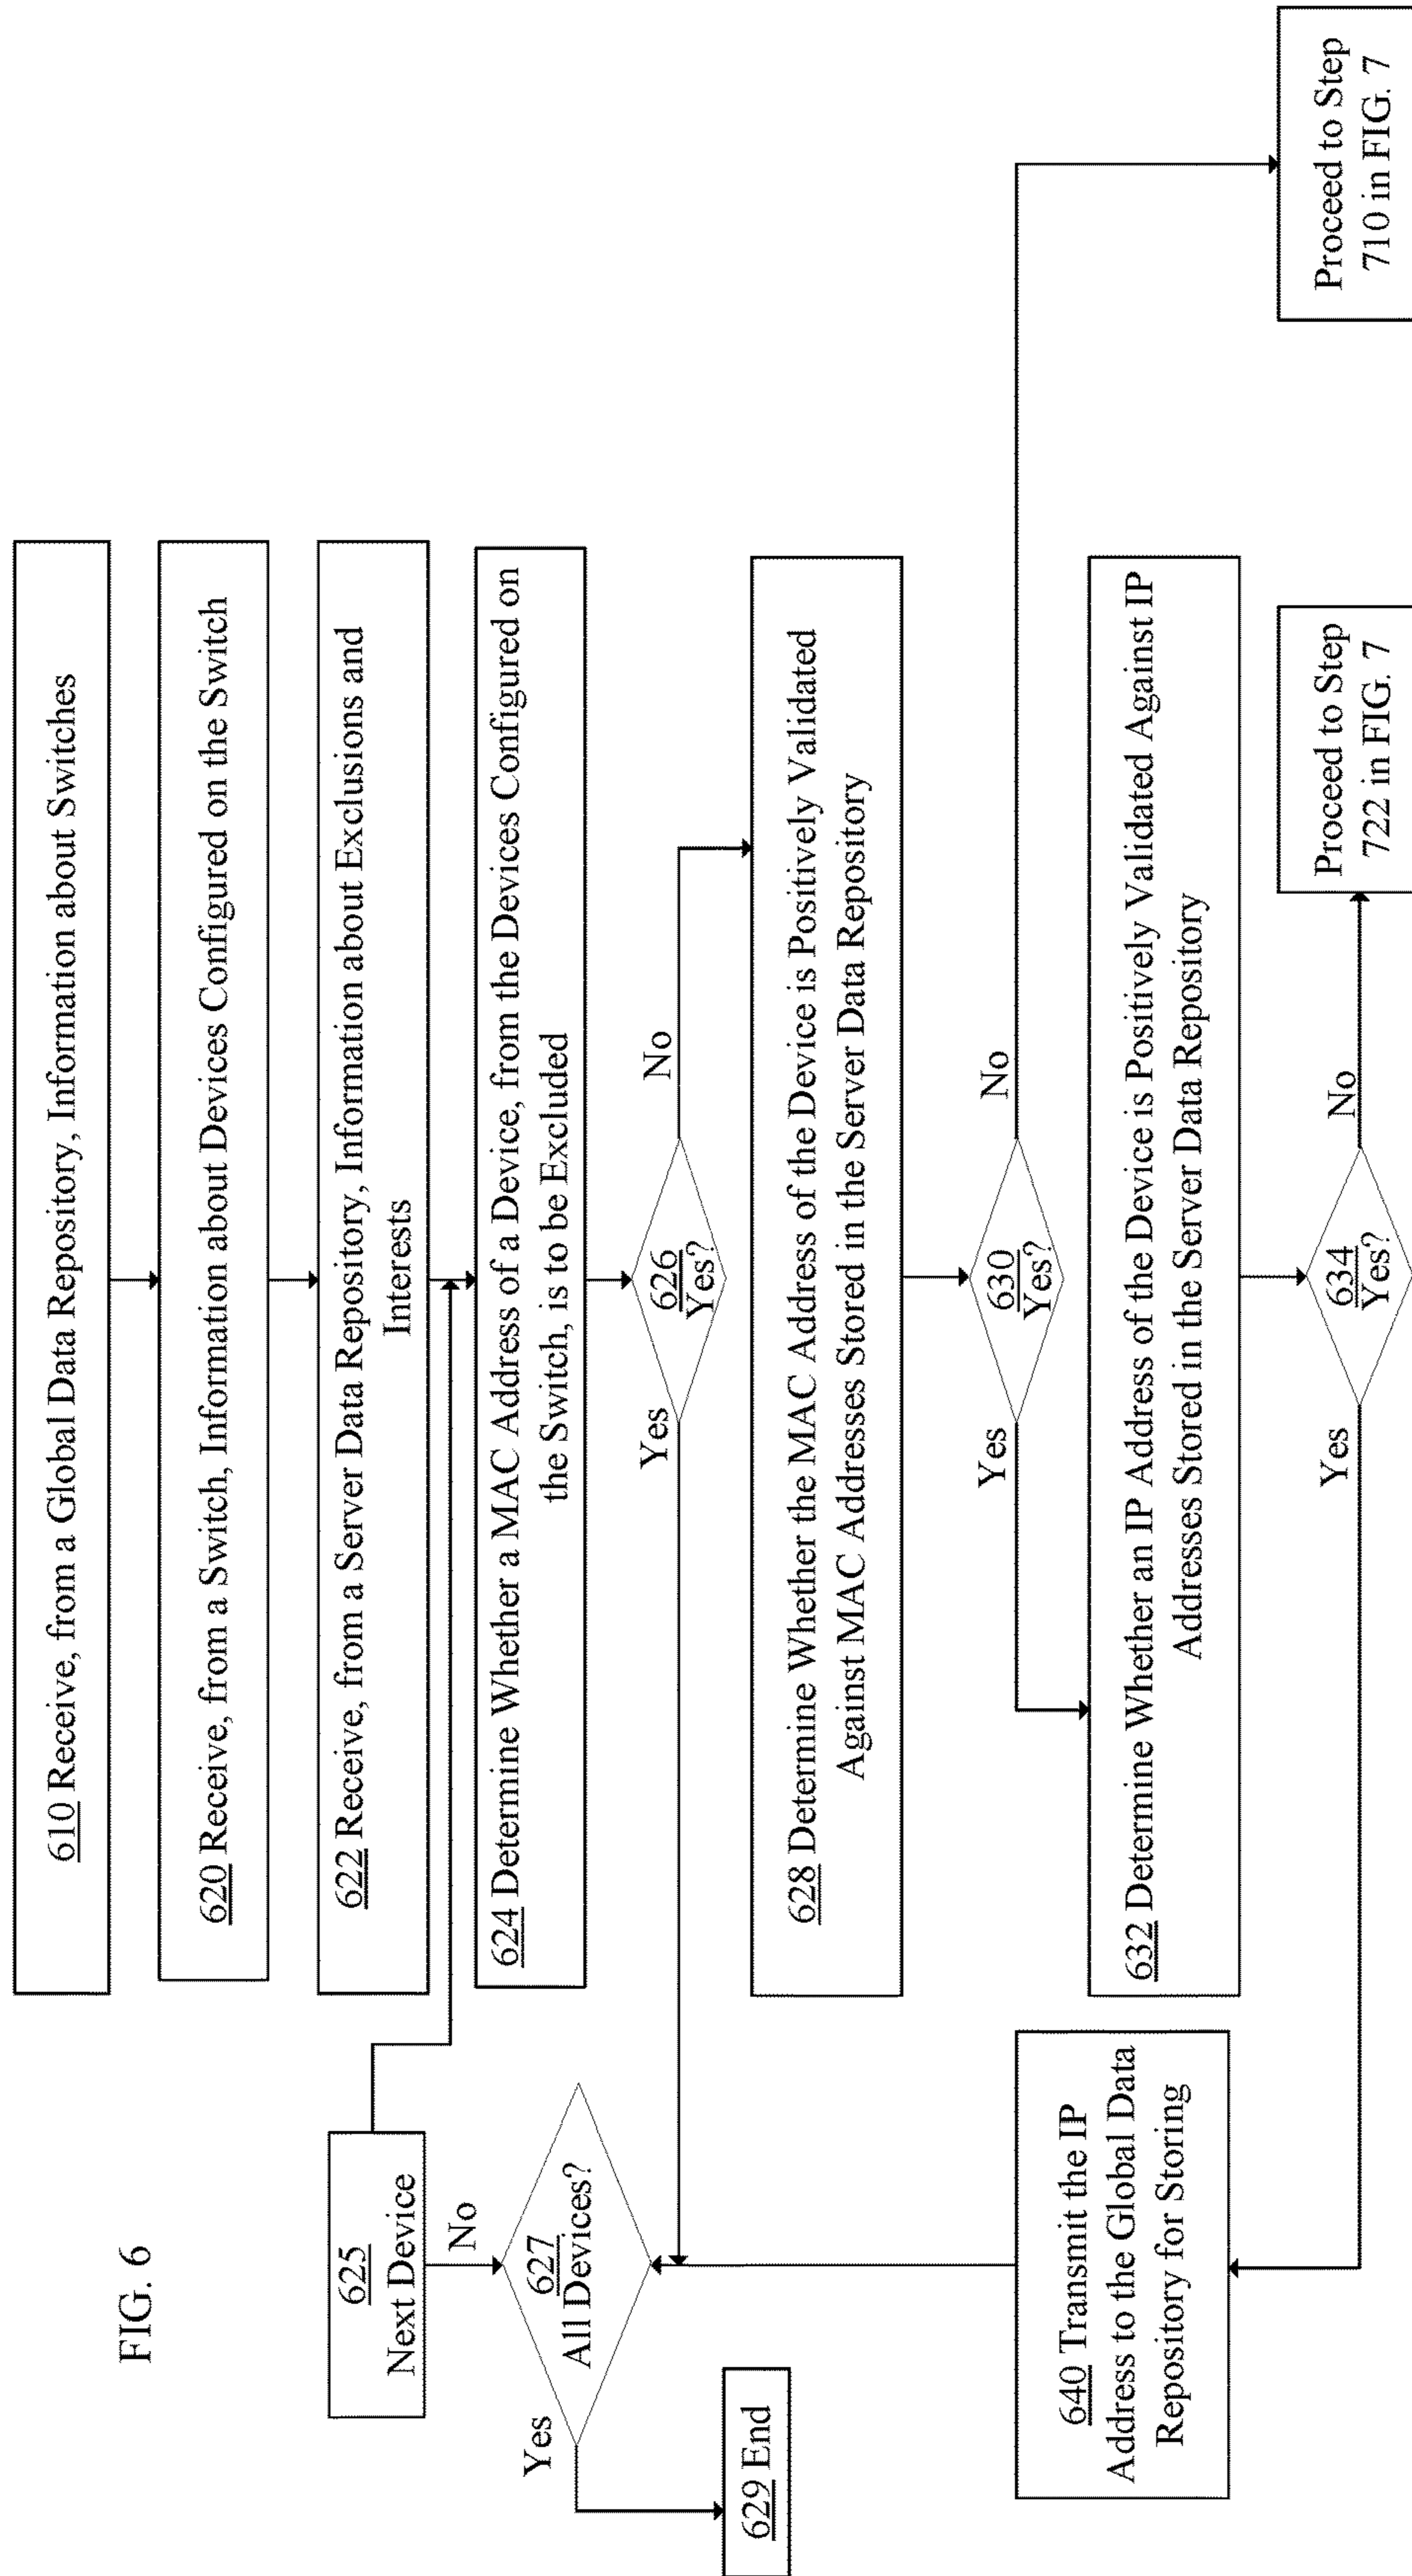 FIG. 6
610 Receive, from a Global Data Repository, Information about Switches
620 Receive, from a Switch, Information about Devices Configured on the Switch
622 Receive, from a Server Data Repository, Information about Exclusions and
Interests
625
Next Device
No
624 Determine Whether a MAC Address of a Device, from the Devices Configured on
the Switch, is to be Excluded
627
All Devices?
Yes
629 End
626
Yes?
Yes
No
628 Determine Whether the MAC Address of the Device is Positively Validated
Against MAC Addresses Stored in the Server Data Repository
630
Yes?
Yes
No
640 Transmit the IP
Address to the Global Data
Repository for Storing
632 Determine Whether an IP Address of the Device is Positively Validated Against IP
Addresses Stored in the Server Data Repository
634
Yes?
Yes
No
Proceed to Step
722 in FIG. 7
Proceed to Step
710 in FIG. 7